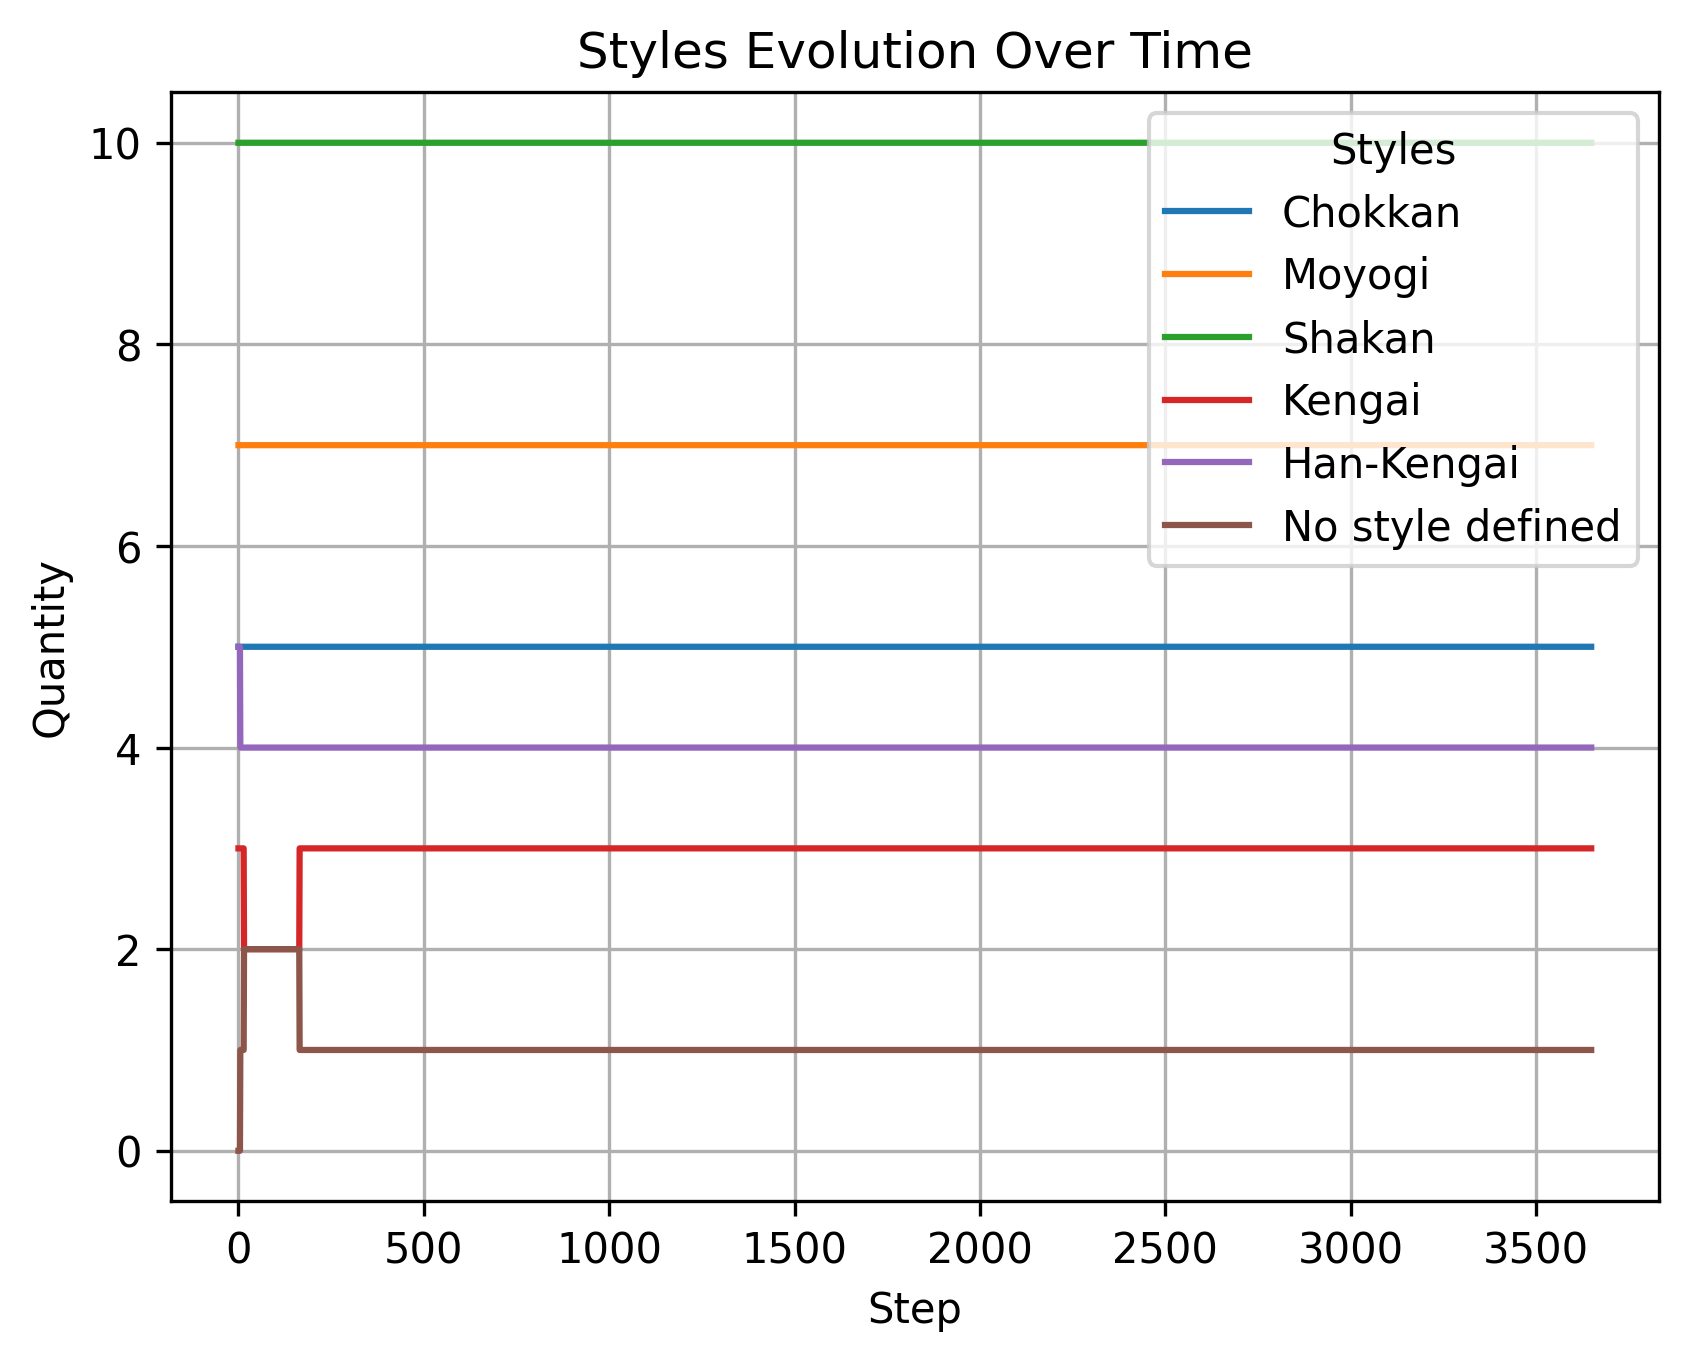 Styles Evolution Over Time
Styles
Chokkan
Moyogi
Shakan
Kengai
Han-Kengai
No style defined
Quantity
10
8
6
4
2
0
0 500 1000 1500 2000 2500 3000 3500
Step